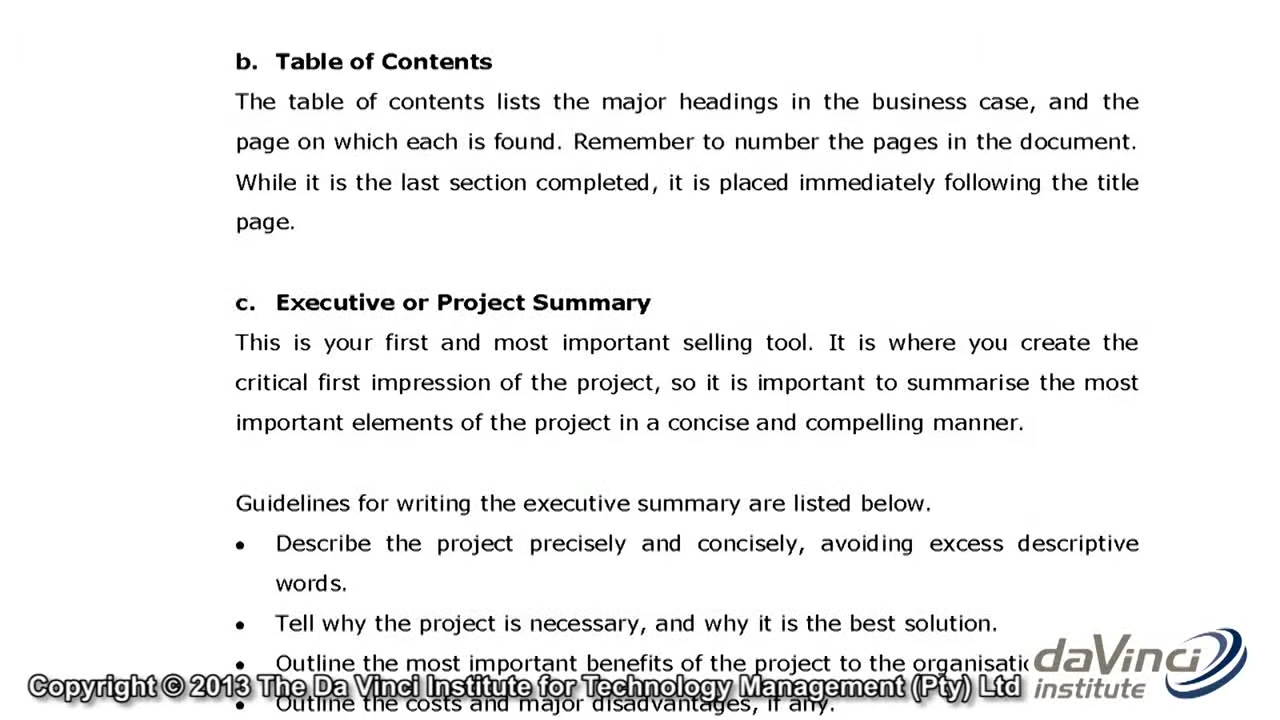 b. Table of Contents
The table of contents lists the major headings in the business case, and the
page on which each is found. Remember to number the pages in the document.
While it is the last section completed, it is placed immediately following the title
page.
c. Executive or Project Summary
This is your first and most important selling tool. It is where you create the
critical first impression of the project, so it is important to summarise the most
important elements of the project in a concise and compelling manner.
Guidelines for writing the executive summary are listed below.
• Describe the project precisely and concisely, avoiding excess descriptive
words.
• Tell why the project is necessary, and why it is the best solution.
• Outline the most important benefits of the project to the
• Outline the costs and major disadvantages, if any.
Copyright © 2013 The Da Vinci Institute for Technology Management (Pty) Ltd
daVinci
institute